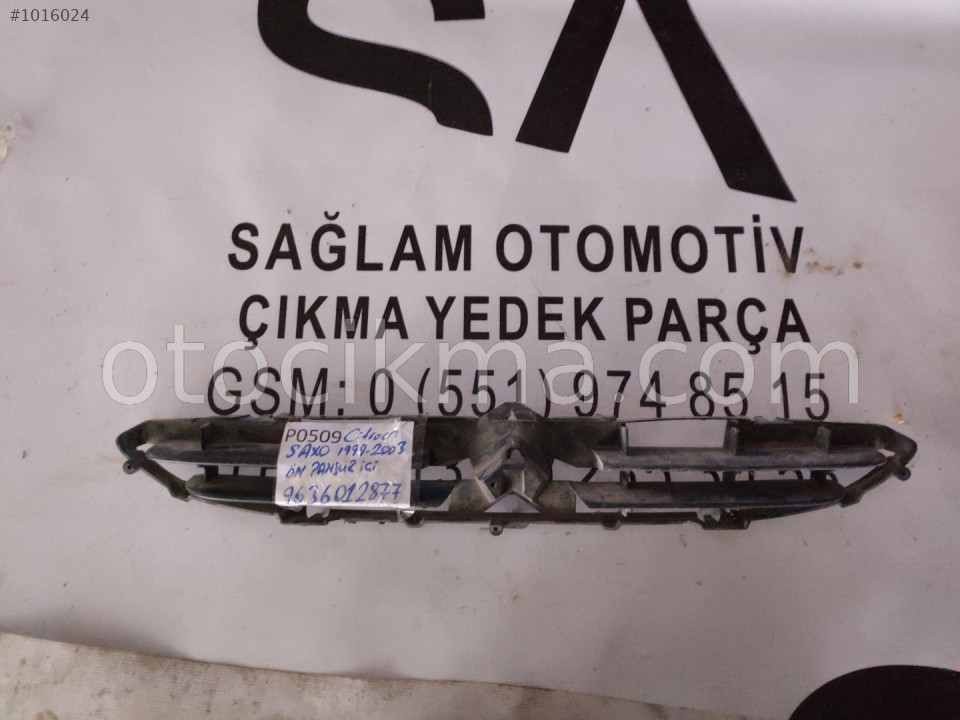 #1016024
SA
SAĞLAM OTOMOTİV
ÇIKMA YEDEK PARÇA
otocikma.com
GSM: 0 (551) 974 85 15
P0509 Citroen
SAXO 1999-2003
ÖN PANJUR İÇİ
9636012877